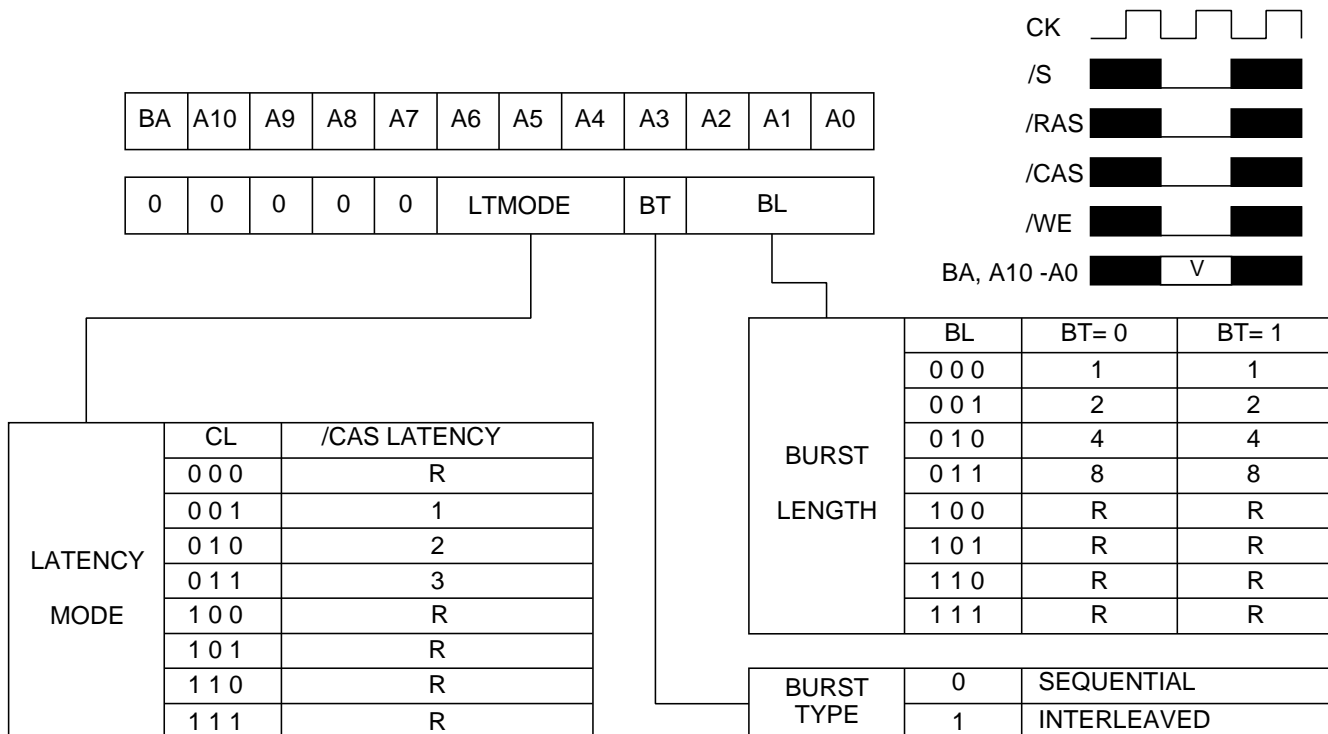 CK
/S
/RAS
/CAS
/WE
BA, A10 -A0 V
BA A10 A9 A8 A7 A6 A5 A4 A3 A2 A1 A0
0 0 0 0 0 LTMODE BT BL
BL BT= 0 BT= 1
0 0 0 1 1
0 0 1 2 2
0 1 0 4 4
0 1 1 8 8
1 0 0 R R
1 0 1 R R
1 1 0 R R
1 1 1 R R
BURST
LENGTH
CL /CAS LATENCY
0 0 0 R
0 0 1 1
0 1 0 2
0 1 1 3
1 0 0 R
1 0 1 R
1 1 0 R
1 1 1 R
LATENCY
MODE
BURST
TYPE
0 SEQUENTIAL
1 INTERLEAVED